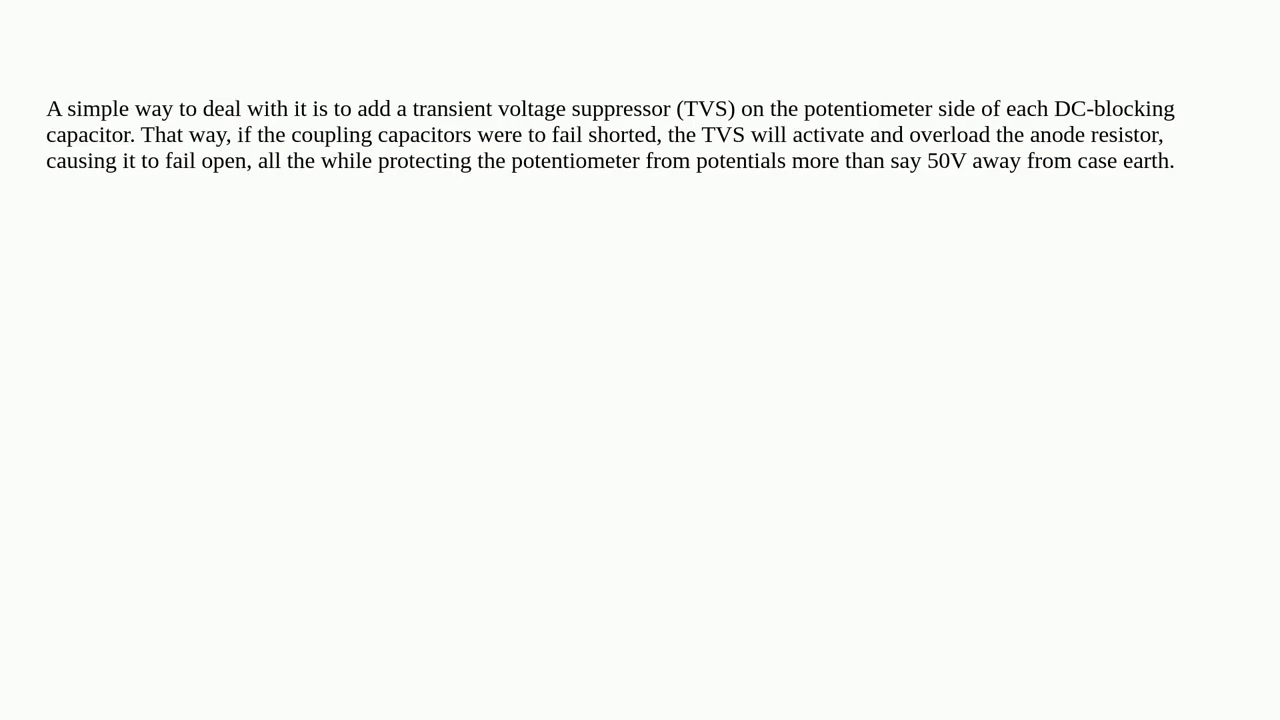 A simple way to deal with it is to add a transient voltage suppressor (TVS) on the potentiometer side of each DC-blocking
capacitor. That way, if the coupling capacitors were to fail shorted, the TVS will activate and overload the anode resistor,
causing it to fail open, all the while protecting the potentiometer from potentials more than say 50V away from case earth.